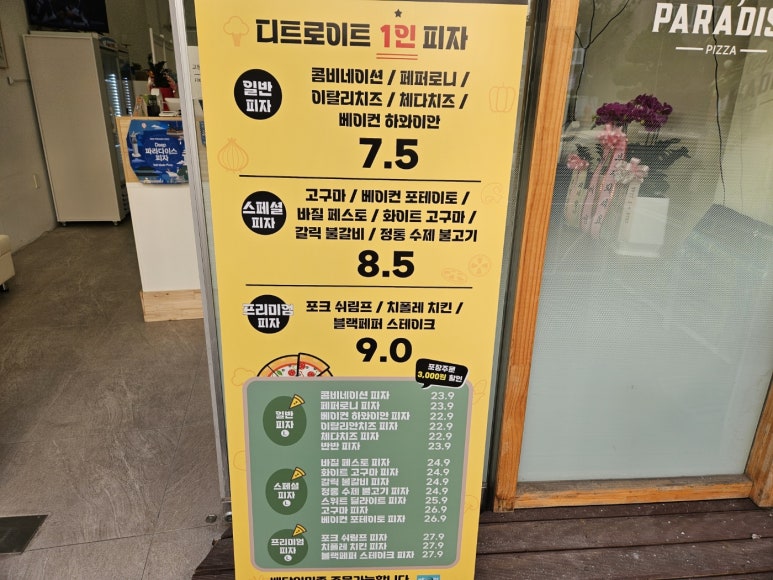 디트로이트 1인 피자
일반
피자
콤비네이션 / 페퍼로니 /
이탈리치즈 / 체다치즈 /
베이컨 하와이안
7.5
스페셜
피자
고구마 / 베이컨 포테이토 /
바질 페스토 / 화이트 고구마 /
갈릭 불갈비 / 정통 수제 불고기
8.5
프리미엄
피자
포크 쉬림프 / 치폴레 치킨 /
블랙페퍼 스테이크
9.0
포장주문
3,000원 할인
일반
피자
L
콤비네이션 피자 23.9
페퍼로니 피자 23.9
베이컨 하와이안 피자 22.9
이탈리안치즈 피자 22.9
체다치즈 피자 22.9
반반 피자 23.9
스페셜
피자
L
바질 페스토 피자 24.9
화이트 고구마 피자 24.9
갈릭 불갈비 피자 24.9
정통 수제 불고기 피자 24.9
스위트 딜라이트 피자 25.9
고구마 피자 26.9
베이컨 포테이토 피자 26.9
프리미엄
피자
L
포크 쉬림프 피자 27.9
치폴레 치킨 피자 27.9
블랙페퍼 스테이크 피자 27.9
Deep
파라다이스
피자
PARADIS
PIZZA